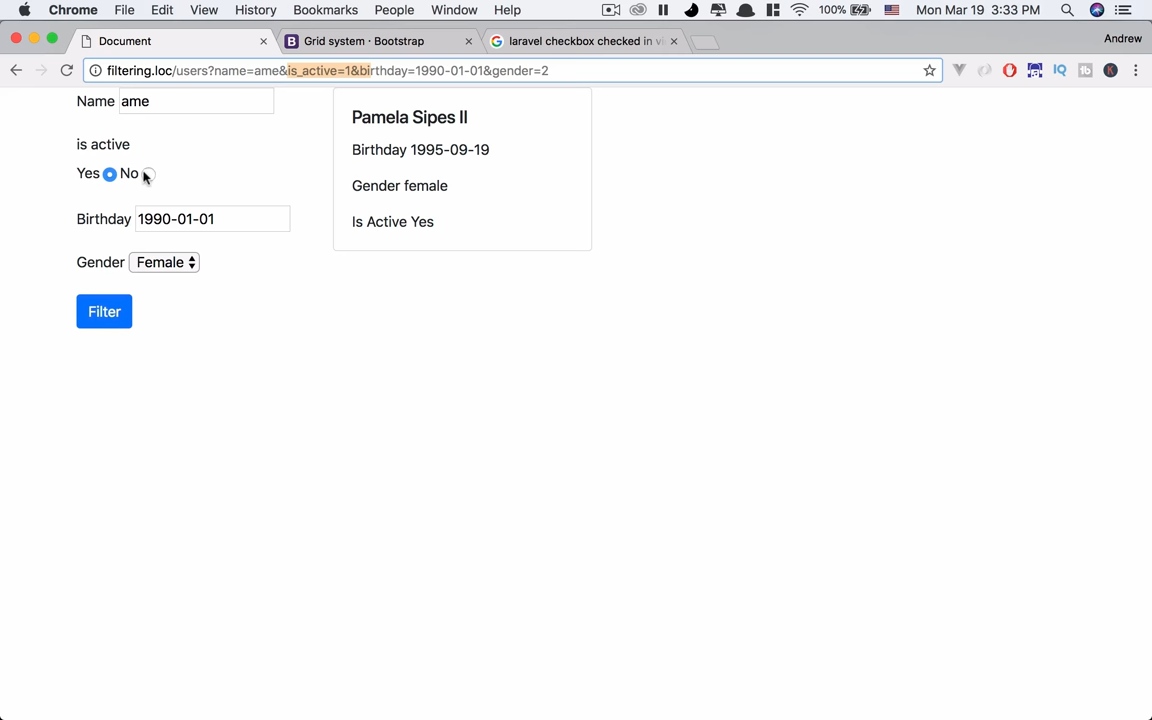 Chrome File Edit View History Bookmarks People Window Help 100% Mon Mar 19 3:33 PM
Document Grid system · Bootstrap laravel checkbox checked in vi Andrew
filtering.loc/users?name=ame&is_active=1&birthday=1990-01-01&gender=2
Name ame
is active
Yes No
Birthday 1990-01-01
Gender Female
Filter
Pamela Sipes II
Birthday 1995-09-19
Gender female
Is Active Yes